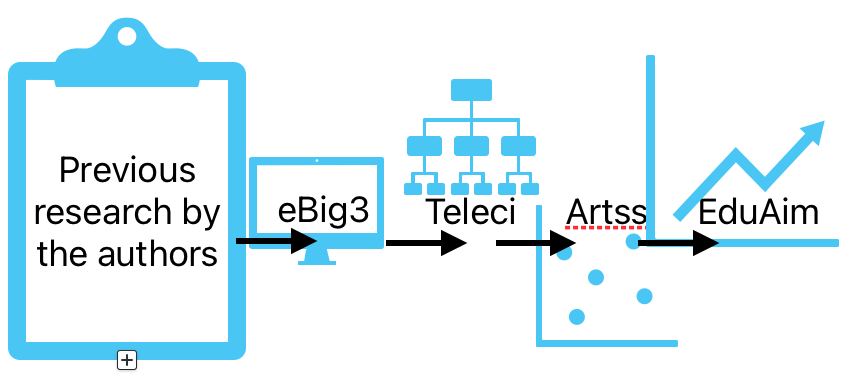 Previous
research by
the authors
eBig3
Teleci
Artss
EduAim